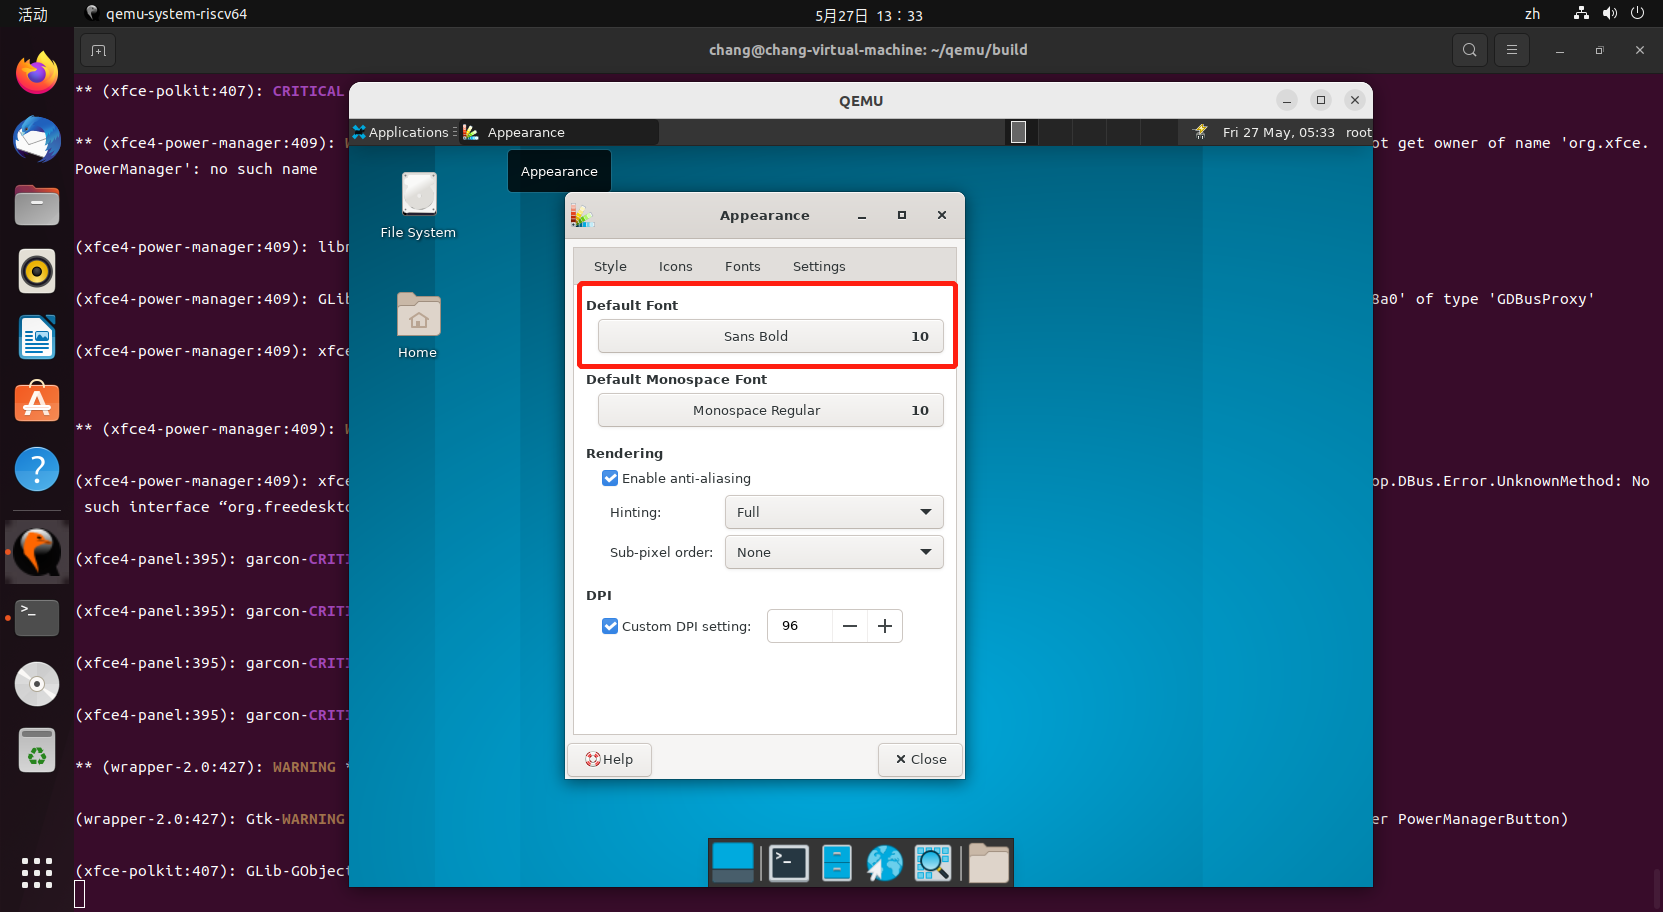 活动
qemu-system-riscv64
5月27日 13：33
zh
chang@chang-virtual-machine: ~/qemu/build
** (xfce-polkit:407): CRITICAL
** (xfce4-power-manager:409): W
ot get owner of name 'org.xfce.
PowerManager': no such name
(xfce4-power-manager:409): libn
(xfce4-power-manager:409): GLib
8a0' of type 'GDBusProxy'
(xfce4-power-manager:409): xfce
** (xfce4-power-manager:409): W
(xfce4-power-manager:409): xfce
op.DBus.Error.UnknownMethod: No
such interface “org.freedeskto
(xfce4-panel:395): garcon-CRITI
(xfce4-panel:395): garcon-CRITI
(xfce4-panel:395): garcon-CRITI
(xfce4-panel:395): garcon-CRITI
** (wrapper-2.0:427): WARNING *
(wrapper-2.0:427): Gtk-WARNING
er PowerManagerButton)
(xfce-polkit:407): GLib-GObject
QEMU
Applications
Appearance
Fri 27 May, 05:33
root
Appearance
File System
Home
Appearance
Style
Icons
Fonts
Settings
Default Font
Sans Bold
10
Default Monospace Font
Monospace Regular
10
Rendering
Enable anti-aliasing
Hinting:
Full
Sub-pixel order:
None
DPI
Custom DPI setting:
96
Help
Close